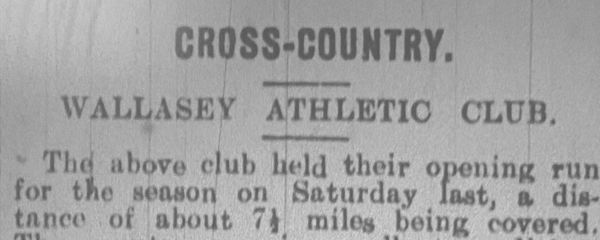 CROSS-COUNTRY.
WALLASEY ATHLETIC CLUB.
The above club held their opening run
for the season on Saturday last, a dis-
tance of about 7½ miles being covered.